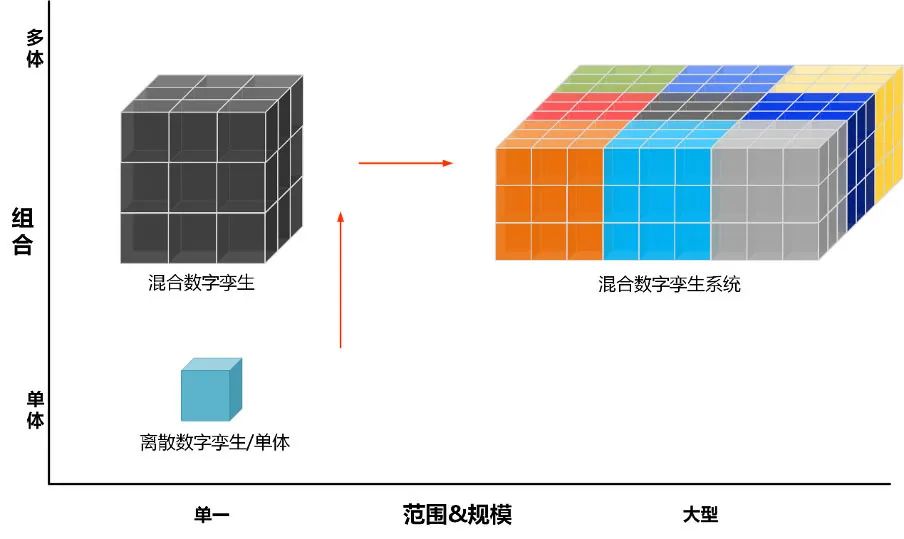 多体
组合
单体
混合数字孪生
混合数字孪生系统
离散数字孪生/单体
单一
范围&规模
大型